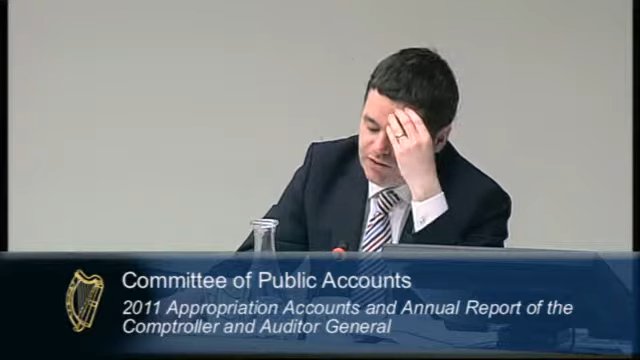 Committee of Public Accounts
2011 Appropriation Accounts and Annual Report of the
Comptroller and Auditor General